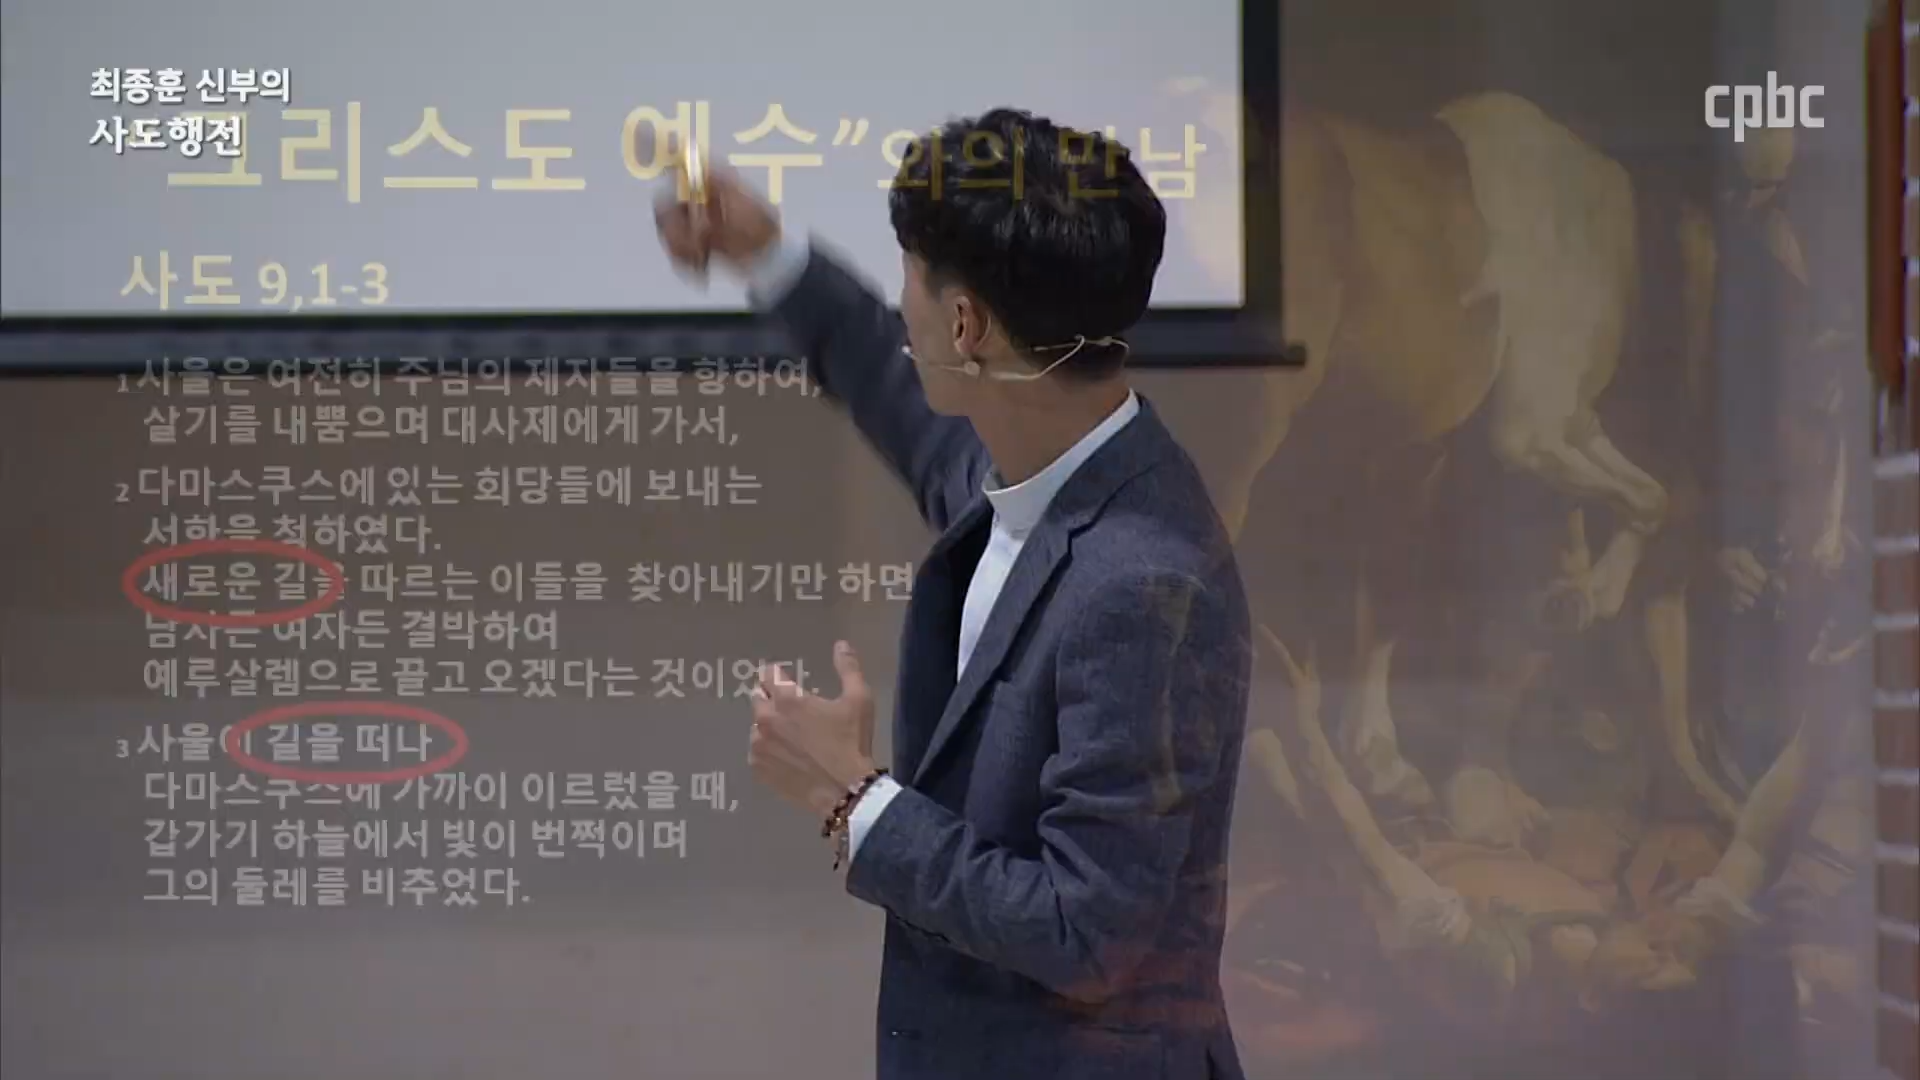 최종훈 신부의
사도행전
cpbc
그리스도 예수”와의 만남
사도 9,1-3
1 사울은 여전히 주님의 제자들을 향하여,
살기를 내뿜으며 대사제에게 가서,
2 다마스쿠스에 있는 회당들에 보내는
서한을 청하였다.
새로운 길을 따르는 이들을 찾아내기만 하면
남자든 여자든 결박하여
예루살렘으로 끌고 오겠다는 것이었다.
3 사울이 길을 떠나
다마스쿠스에 가까이 이르렀을 때,
갑자기 하늘에서 빛이 번쩍이며
그의 둘레를 비추었다.